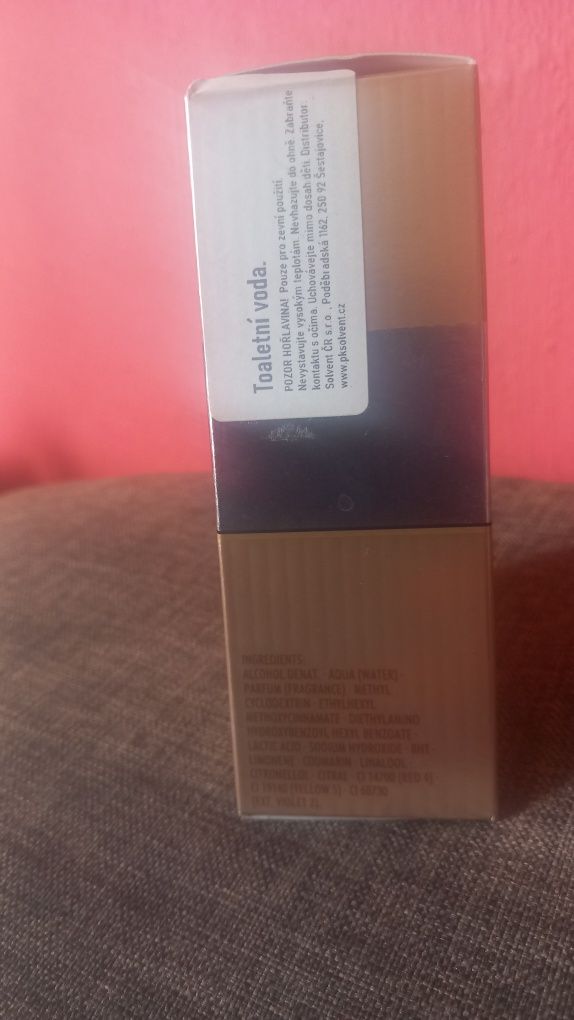 Toaletní voda.
POZOR HOŘLAVINA! Pouze pro zevní použití.
Nevystavujte vysokým teplotám. Nevhazujte do ohně. Zabraňte
kontaktu s očima. Uchovávejte mimo dosah dětí. Distributor:
Solvent ČR s.r.o., Poděbradská 1162, 250 92 Šestajovice,
www.pksolvent.cz
INGREDIENTS:
ALCOHOL DENAT. · AQUA (WATER) ·
PARFUM (FRAGRANCE) · METHYL
CYCLODEXTRIN · ETHYLHEXYL
METHOXYCINNAMATE · DIETHYLAMINO
HYDROXYBENZOYL HEXYL BENZOATE ·
LACTIC ACID · SODIUM HYDROXIDE · BHT ·
LIMONENE · COUMARIN · LINALOOL ·
CITRONELLOL · CITRAL · CI 14700 (RED 4) ·
CI 19140 (YELLOW 5) · CI 60730
(EXT. VIOLET 2).